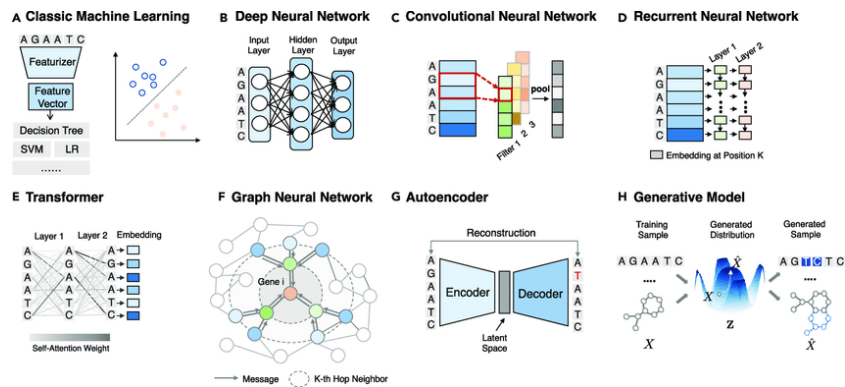 A Classic Machine Learning
A G A A T C
Featurizer
Feature
Vector
Decision Tree
SVM LR
......
B Deep Neural Network
Input
Layer
Hidden
Layer
Output
Layer
A
G
A
A
T
C
C Convolutional Neural Network
A
G
A
A
T
C
pool
Filter 1 2 3
D Recurrent Neural Network
Layer 1 Layer 2
A
G
A
A
T
C
Embedding at Position K
E Transformer
Layer 1 Layer 2 Embedding
A A A
G G G
A A A
A A A
T T T
C C C
Self-Attention Weight
F Graph Neural Network
Gene i
Message K-th Hop Neighbor
G Autoencoder
Reconstruction
A
G
A
A
T
C
Encoder
Decoder
Latent
Space
A
T
A
A
T
C
H Generative Model
Training
Sample
Generated
Distribution
Generated
Sample
A G A A T C
....
X
X̂
X
Z
A G T C T C
....
X̂